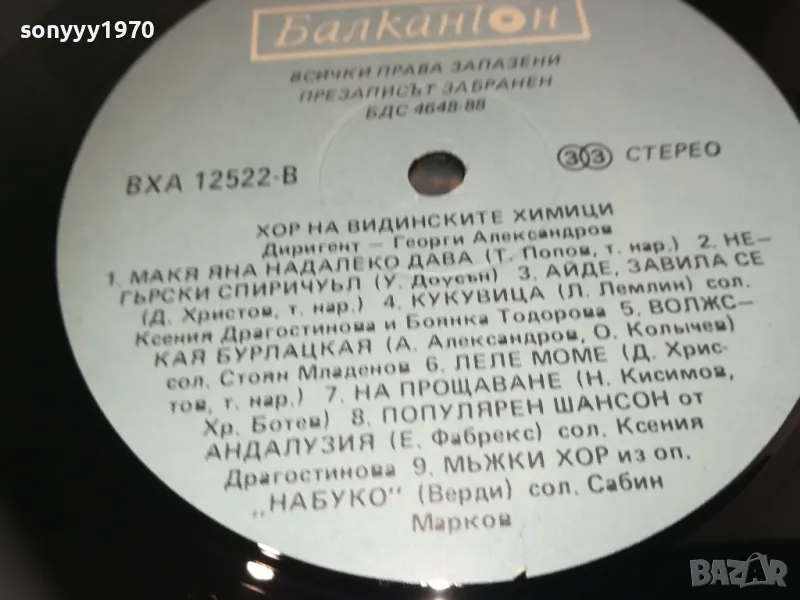 sonyyy1970
Балкантон
ВСИЧКИ ПРАВА ЗАПАЗЕНИ
ПРЕЗАПИСЪТ ЗАБРАНЕН
БДС 4648-88
ВХА 12522-В
33 СТЕРЕО
ХОР НА ВИДИНСКИТЕ ХИМИЦИ
Диригент – Георги Александров
1. МАКЯ ЯНА НАДАЛЕКО ДАВА (Т. Попов, т. нар.) 2. НЕ-
ГЪРСКИ СПИРИЧУЪЛ (У. Доусън) 3. АЙДЕ, ЗАВИЛА СЕ
(Д. Христов, т. нар.) 4. КУКУВИЦА (Л. Лемлин) сол.
Ксения Драгостинова и Боянка Тодорова 5. ВОЛЖС-
КАЯ БУРЛАЦКАЯ (А. Александров, О. Колычев)
сол. Стоян Младенов 6. ЛЕЛЕ МОМЕ (Д. Хрис-
тов, т. нар.) 7. НА ПРОЩАВАНЕ (Н. Кисимов,
Хр. Ботев) 8. ПОПУЛЯРЕН ШАНСОН от
АНДАЛУЗИЯ (Е. Фабрекс) сол. Ксения
Драгостинова 9. МЪЖКИ ХОР из оп.
„НАБУКО" (Верди) сол. Сабин
Марков
BAZAR